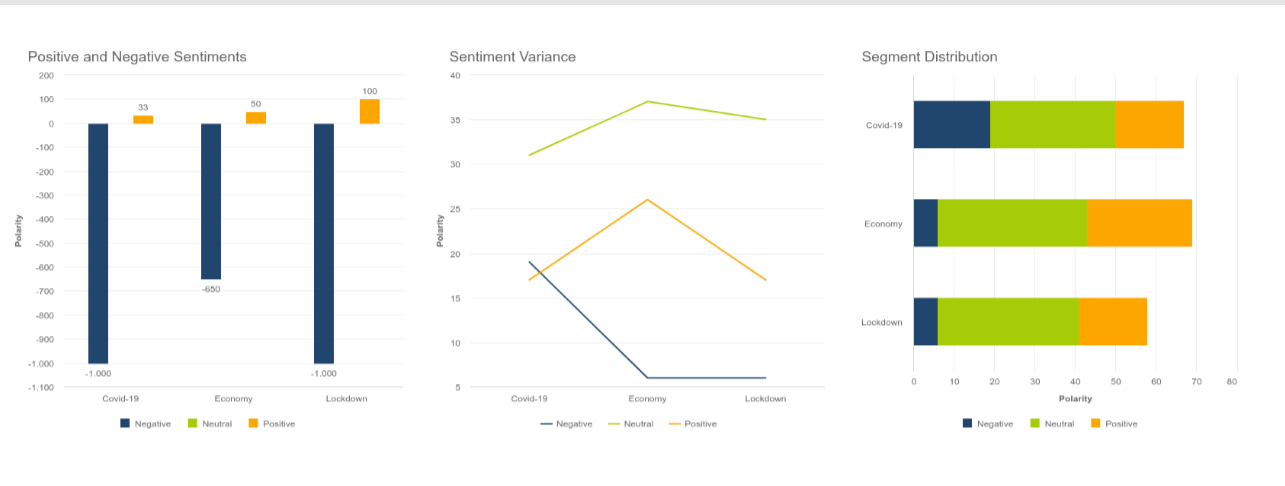 Positive and Negative Sentiments
200
100
0
-100
-200
-300
-400
-500
-600
-700
-800
-900
-1.000
-1.100
Polarity
33
50
100
-1.000
-650
-1.000
Covid-19 Economy Lockdown
Negative Neutral Positive
Sentiment Variance
40
35
30
25
20
15
10
5
Polarity
Covid-19 Economy Lockdown
Negative Neutral Positive
Segment Distribution
Covid-19
Economy
Lockdown
0 10 20 30 40 50 60 70 80
Polarity
Negative Neutral Positive